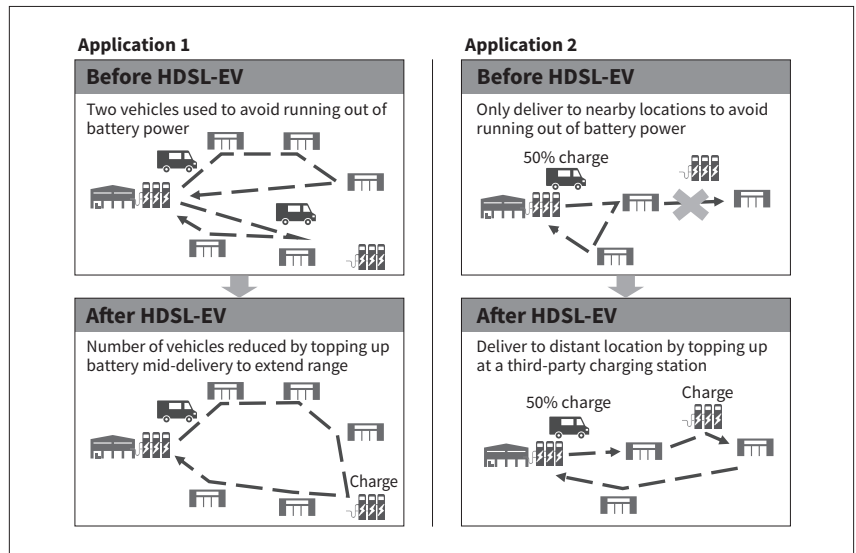 Application 1
Before HDSL-EV
Two vehicles used to avoid running out of
battery power
After HDSL-EV
Number of vehicles reduced by topping up
battery mid-delivery to extend range
Charge
Application 2
Before HDSL-EV
Only deliver to nearby locations to avoid
running out of battery power
50% charge
After HDSL-EV
Deliver to distant location by topping up
at a third-party charging station
50% charge
Charge